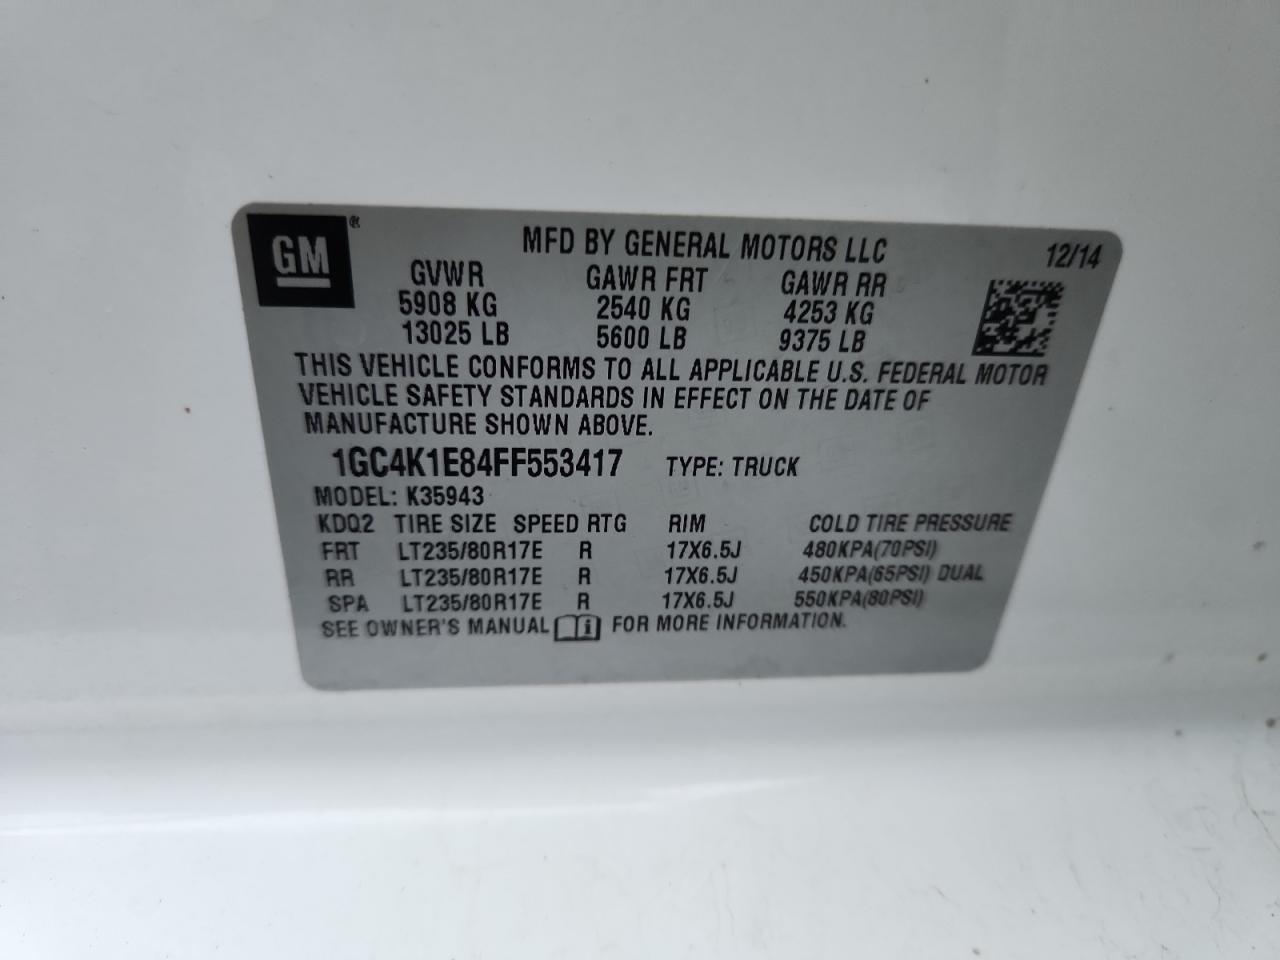 GM ®
MFD BY GENERAL MOTORS LLC 12/14
GVWR GAWR FRT GAWR RR
5908 KG 2540 KG 4253 KG
13025 LB 5600 LB 9375 LB
THIS VEHICLE CONFORMS TO ALL APPLICABLE U.S. FEDERAL MOTOR
VEHICLE SAFETY STANDARDS IN EFFECT ON THE DATE OF
MANUFACTURE SHOWN ABOVE.
1GC4K1E84FF553417 TYPE: TRUCK
MODEL: K35943
KDQ2 TIRE SIZE SPEED RTG RIM COLD TIRE PRESSURE
FRT LT235/80R17E R 17X6.5J 480KPA(70PSI)
RR LT235/80R17E R 17X6.5J 450KPA(65PSI) DUAL
SPA LT235/80R17E R 17X6.5J 550KPA(80PSI)
SEE OWNER'S MANUAL i FOR MORE INFORMATION.